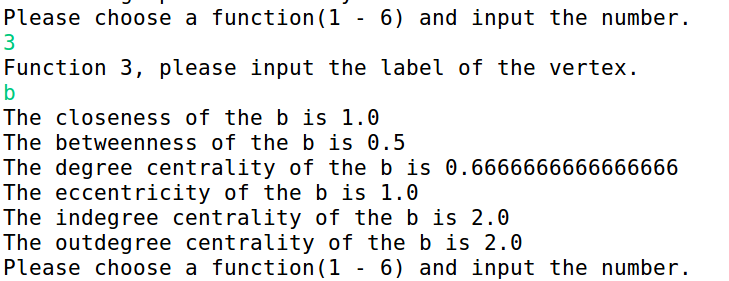 Please choose a function(1 - 6) and input the number.
3
Function 3, please input the label of the vertex.
b
The closeness of the b is 1.0
The betweenness of the b is 0.5
The degree centrality of the b is 0.6666666666666666
The eccentricity of the b is 1.0
The indegree centrality of the b is 2.0
The outdegree centrality of the b is 2.0
Please choose a function(1 - 6) and input the number.